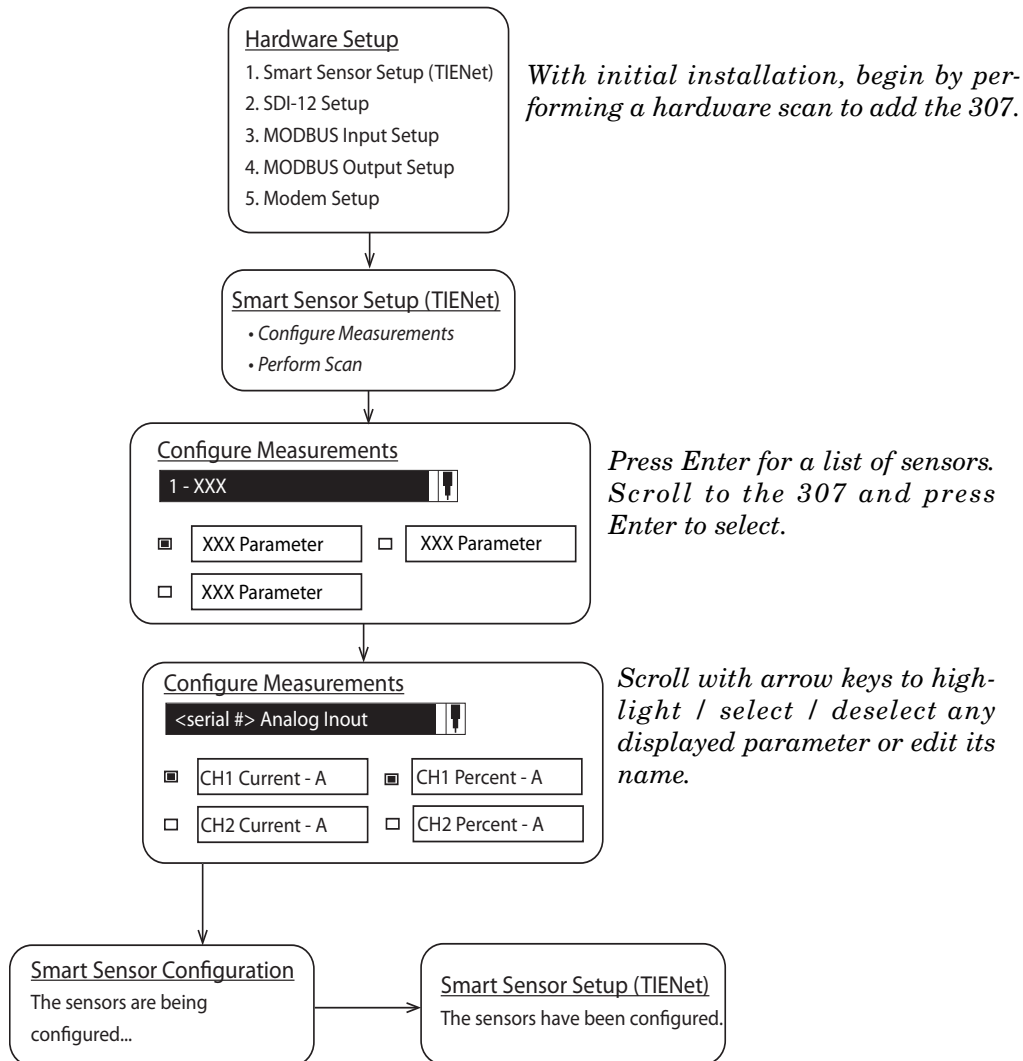 Hardware Setup
1. Smart Sensor Setup (TIENet)
2. SDI-12 Setup
3. MODBUS Input Setup
4. MODBUS Output Setup
5. Modem Setup
With initial installation, begin by per-
forming a hardware scan to add the 307.
Smart Sensor Setup (TIENet)
• Configure Measurements
• Perform Scan
Configure Measurements
1 - XXX
XXX Parameter
XXX Parameter
XXX Parameter
Press Enter for a list of sensors.
Scroll to the 307 and press
Enter to select.
Configure Measurements
<serial #> Analog Inout
CH1 Current - A
CH1 Percent - A
CH2 Current - A
CH2 Percent - A
Scroll with arrow keys to high-
light / select / deselect any
displayed parameter or edit its
name.
Smart Sensor Configuration
The sensors are being
configured...
Smart Sensor Setup (TIENet)
The sensors have been configured.